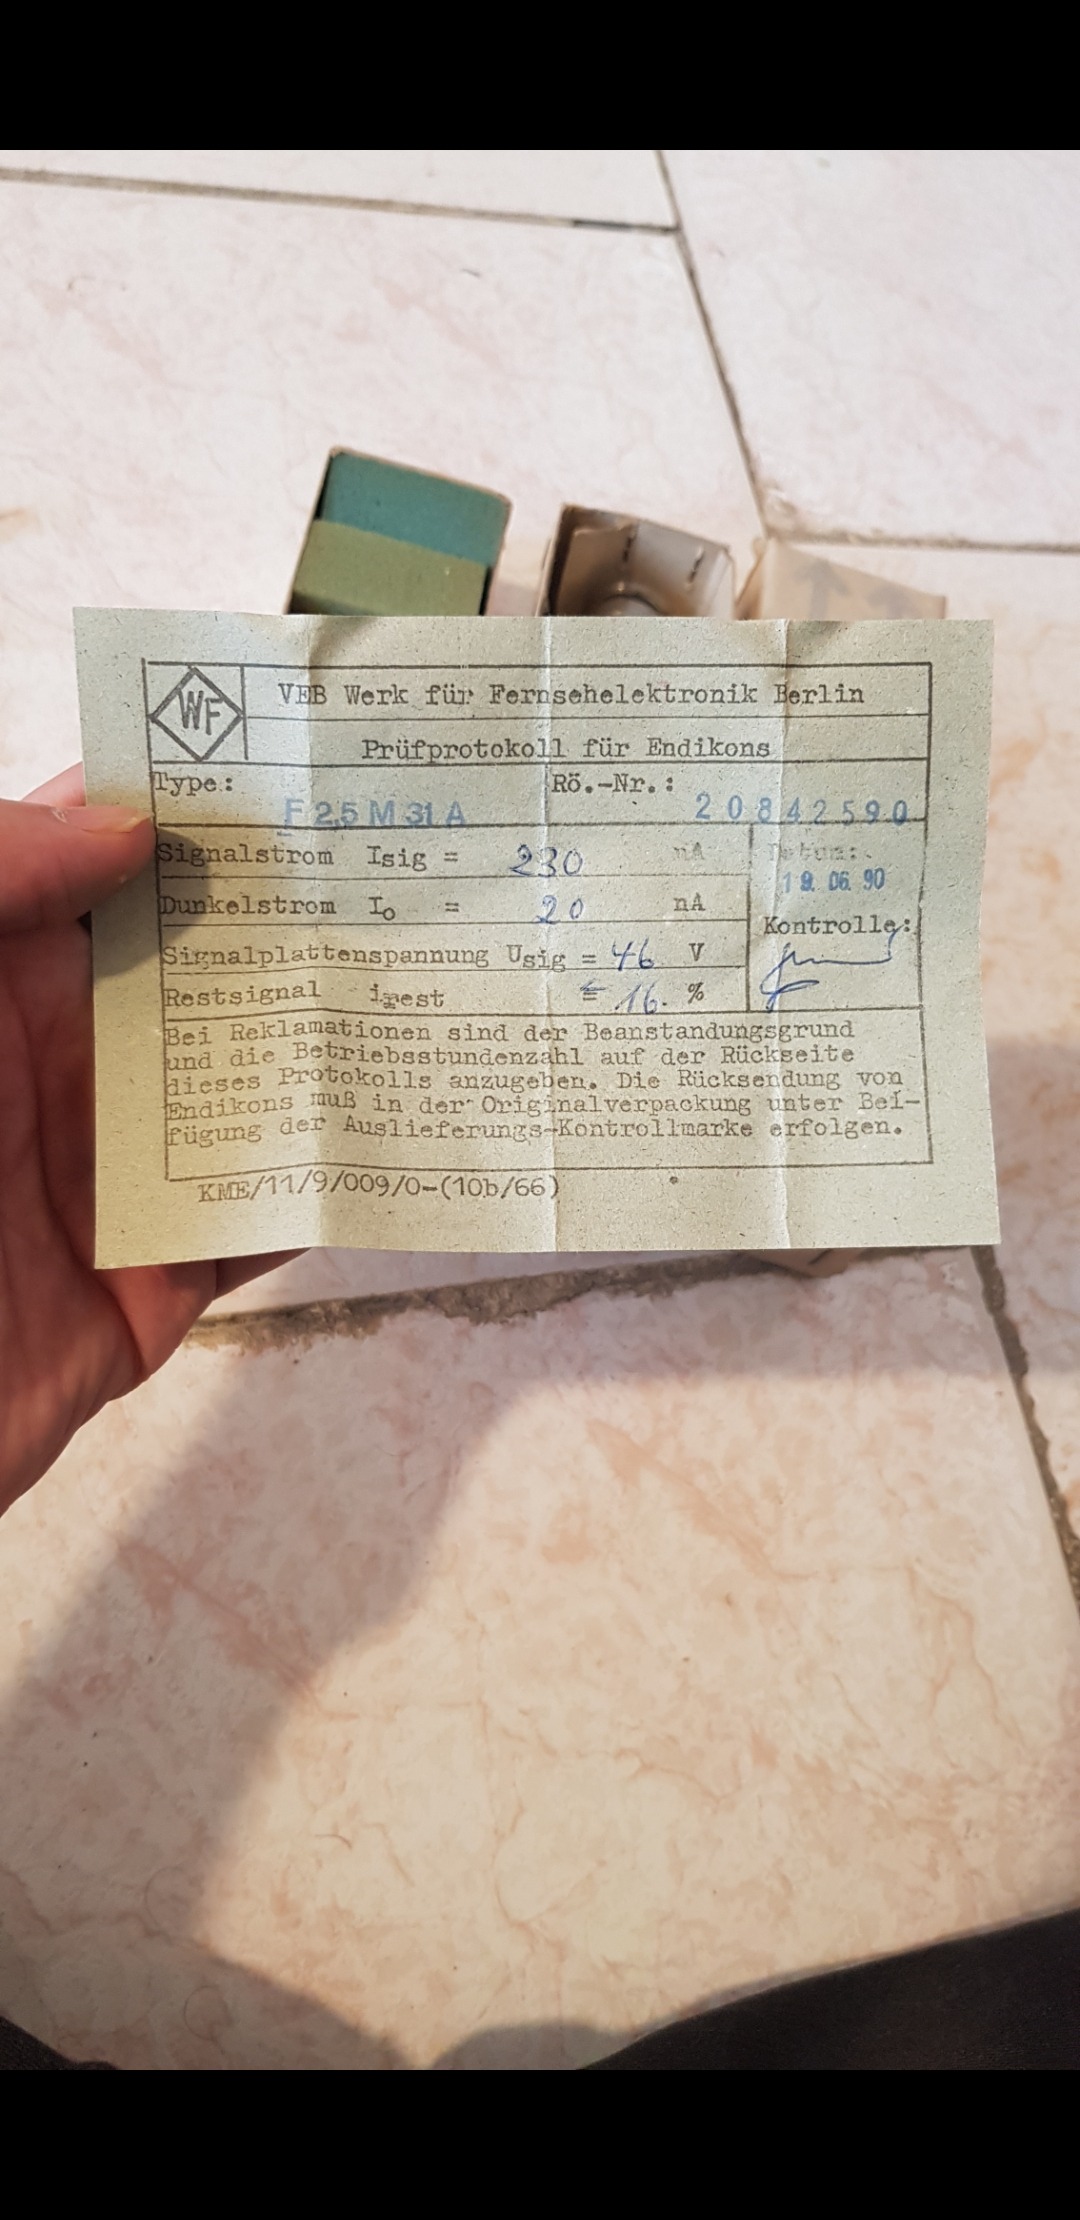 WF
VEB Werk für Fernsehelektronik Berlin
Prüfprotokoll für Endikons
Type: F 2,5 M 31 A
Rö.-Nr.: 20842590
Signalstrom Isig = 230 nA
Datum:
19. 06. 90
Dunkelstrom Io = 20 nA
Kontrolle:
Signalplattenspannung Usig = 46 V
Restsignal irest ≦ 16. %
Bei Reklamationen sind der Beanstandungsgrund
und die Betriebsstundenzahl auf der Rückseite
dieses Protokolls anzugeben. Die Rücksendung von
Endikons muß in der Originalverpackung unter Bei-
fügung der Auslieferungs-Kontrollmarke erfolgen.
KME/11/9/009/0-(10b/66)